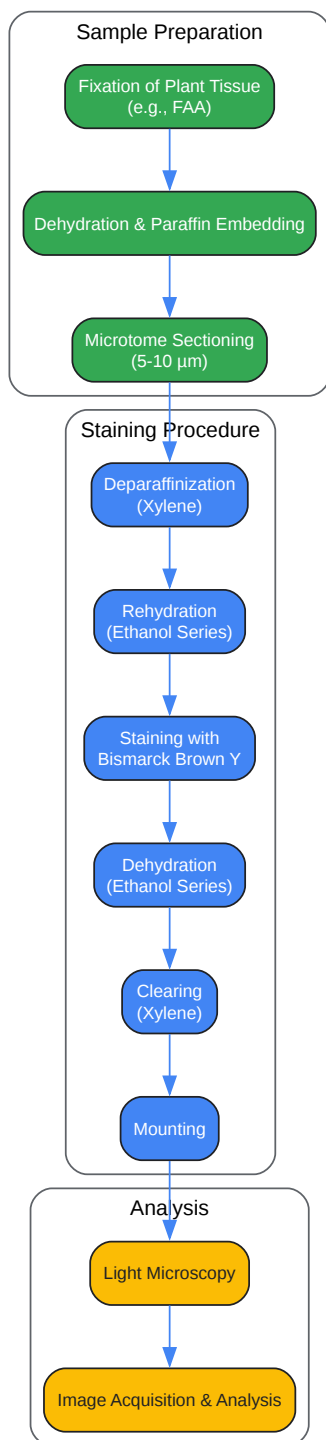 Sample Preparation
Fixation of Plant Tissue
(e.g., FAA)
Dehydration & Paraffin Embedding
Microtome Sectioning
(5-10 µm)
Staining Procedure
Deparaffinization
(Xylene)
Rehydration
(Ethanol Series)
Staining with
Bismarck Brown Y
Dehydration
(Ethanol Series)
Clearing
(Xylene)
Mounting
Analysis
Light Microscopy
Image Acquisition & Analysis